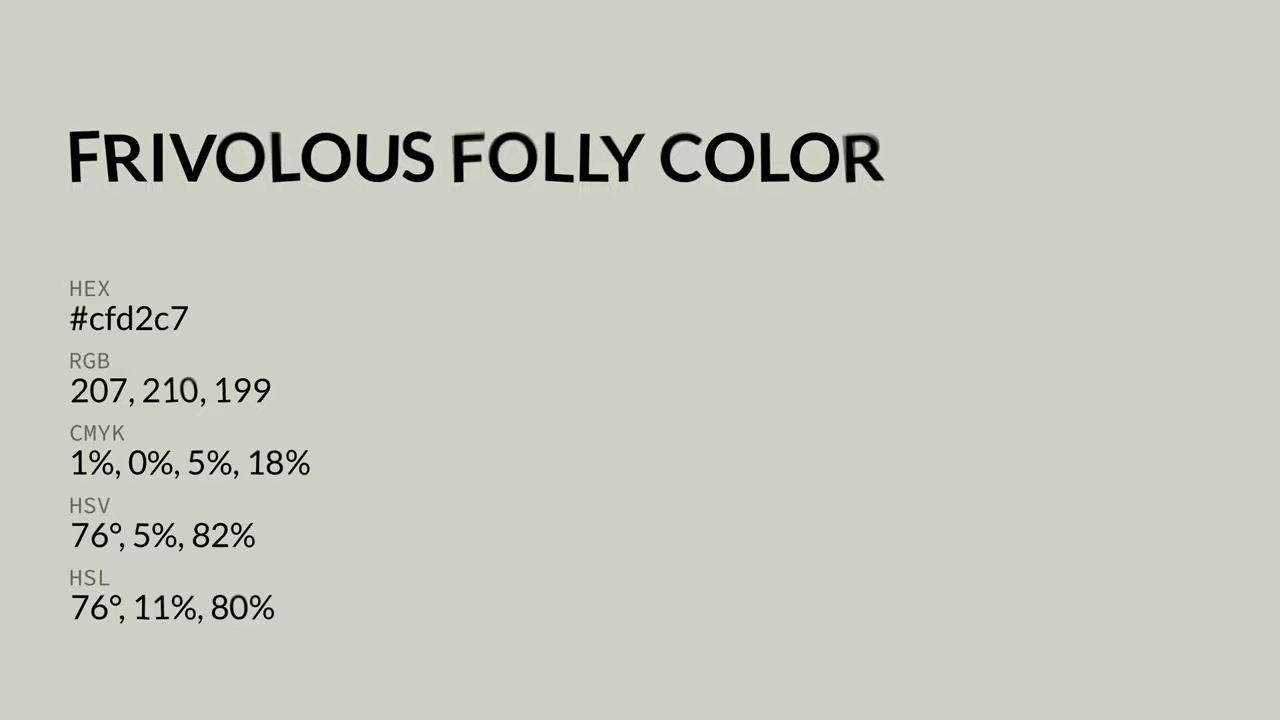 FRIVOLOUS FOLLY COLOR
HEX
#cfd2c7
RGB
207, 210, 199
CMYK
1%, 0%, 5%, 18%
HSV
76°, 5%, 82%
HSL
76°, 11%, 80%